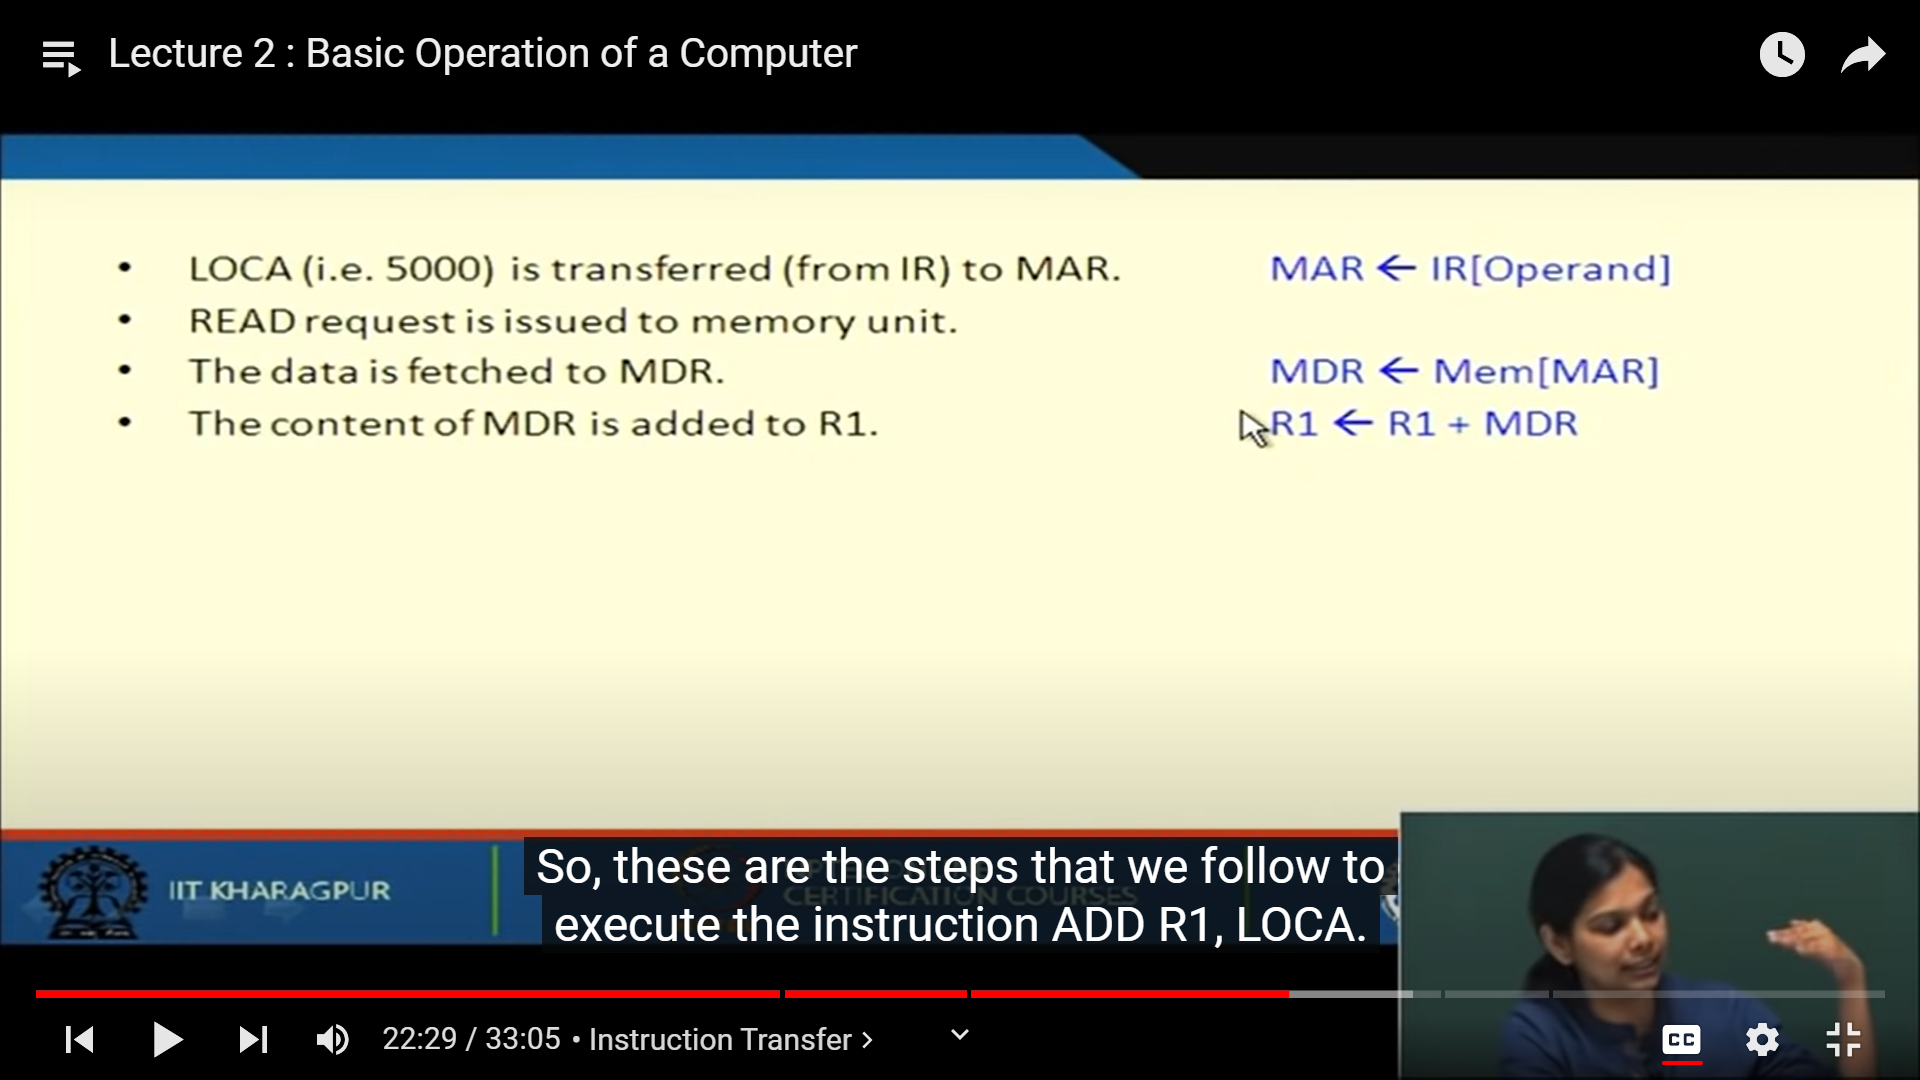 Lecture 2 : Basic Operation of a Computer
• LOCA (i.e. 5000) is transferred (from IR) to MAR. MAR ← IR[Operand]
• READ request is issued to memory unit.
• The data is fetched to MDR. MDR ← Mem[MAR]
• The content of MDR is added to R1. R1 ← R1 + MDR
IIT KHARAGPUR
CERTIFICATION COURSES
So, these are the steps that we follow to
execute the instruction ADD R1, LOCA.
22:29 / 33:05 • Instruction Transfer ›
CC